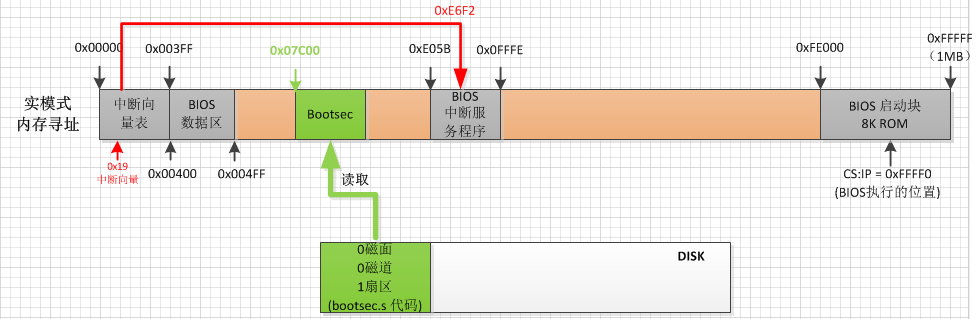 0xE6F2
0x00000
0x003FF
0x07C00
0xE05B
0x0FFFE
0xFE000
0xFFFFF
（1MB）
实模式
内存寻址
中断向
量表
BIOS
数据区
Bootsec
BIOS
中断服
务程序
BIOS 启动块
8K ROM
0x19
中断向量
0x00400
0x004FF
读取
CS:IP = 0xFFFF0
(BIOS执行的位置)
0磁面
0磁道
1扇区
(bootsec.s 代码)
DISK